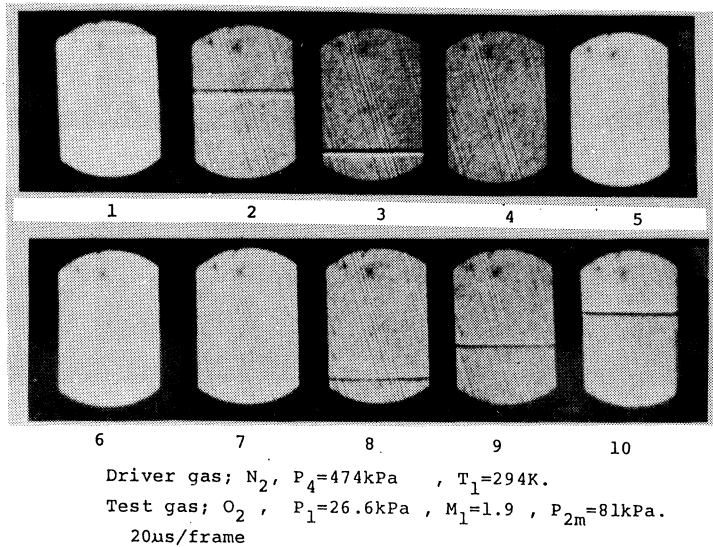 1 2 3 4 5
6 7 8 9 10
Driver gas; N₂, P₄=474kPa , T₁=294K.
Test gas; O₂ , P₁=26.6kPa , M₁=1.9 , P₂ₘ=81kPa.
20µs/frame